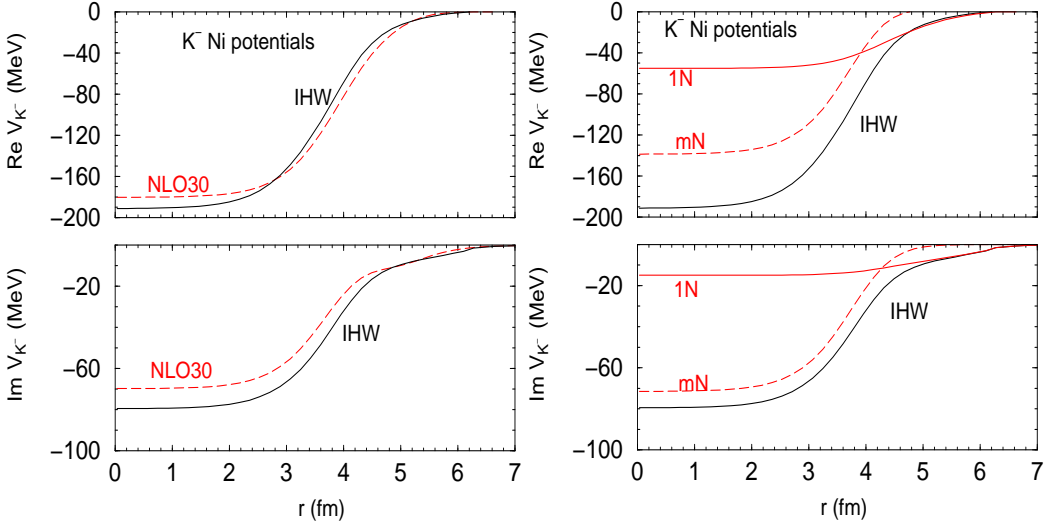 0
−40
−80
−120
−160
−200
Re V_K⁻ (MeV)
K⁻ Ni potentials
IHW
NLO30
0
−40
−80
−120
−160
−200
Re V_K⁻ (MeV)
K⁻ Ni potentials
1N
mN
IHW
−20
−60
−100
Im V_K⁻ (MeV)
IHW
NLO30
0 1 2 3 4 5 6 7
r (fm)
−20
−60
−100
Im V_K⁻ (MeV)
1N
IHW
mN
0 1 2 3 4 5 6 7
r (fm)